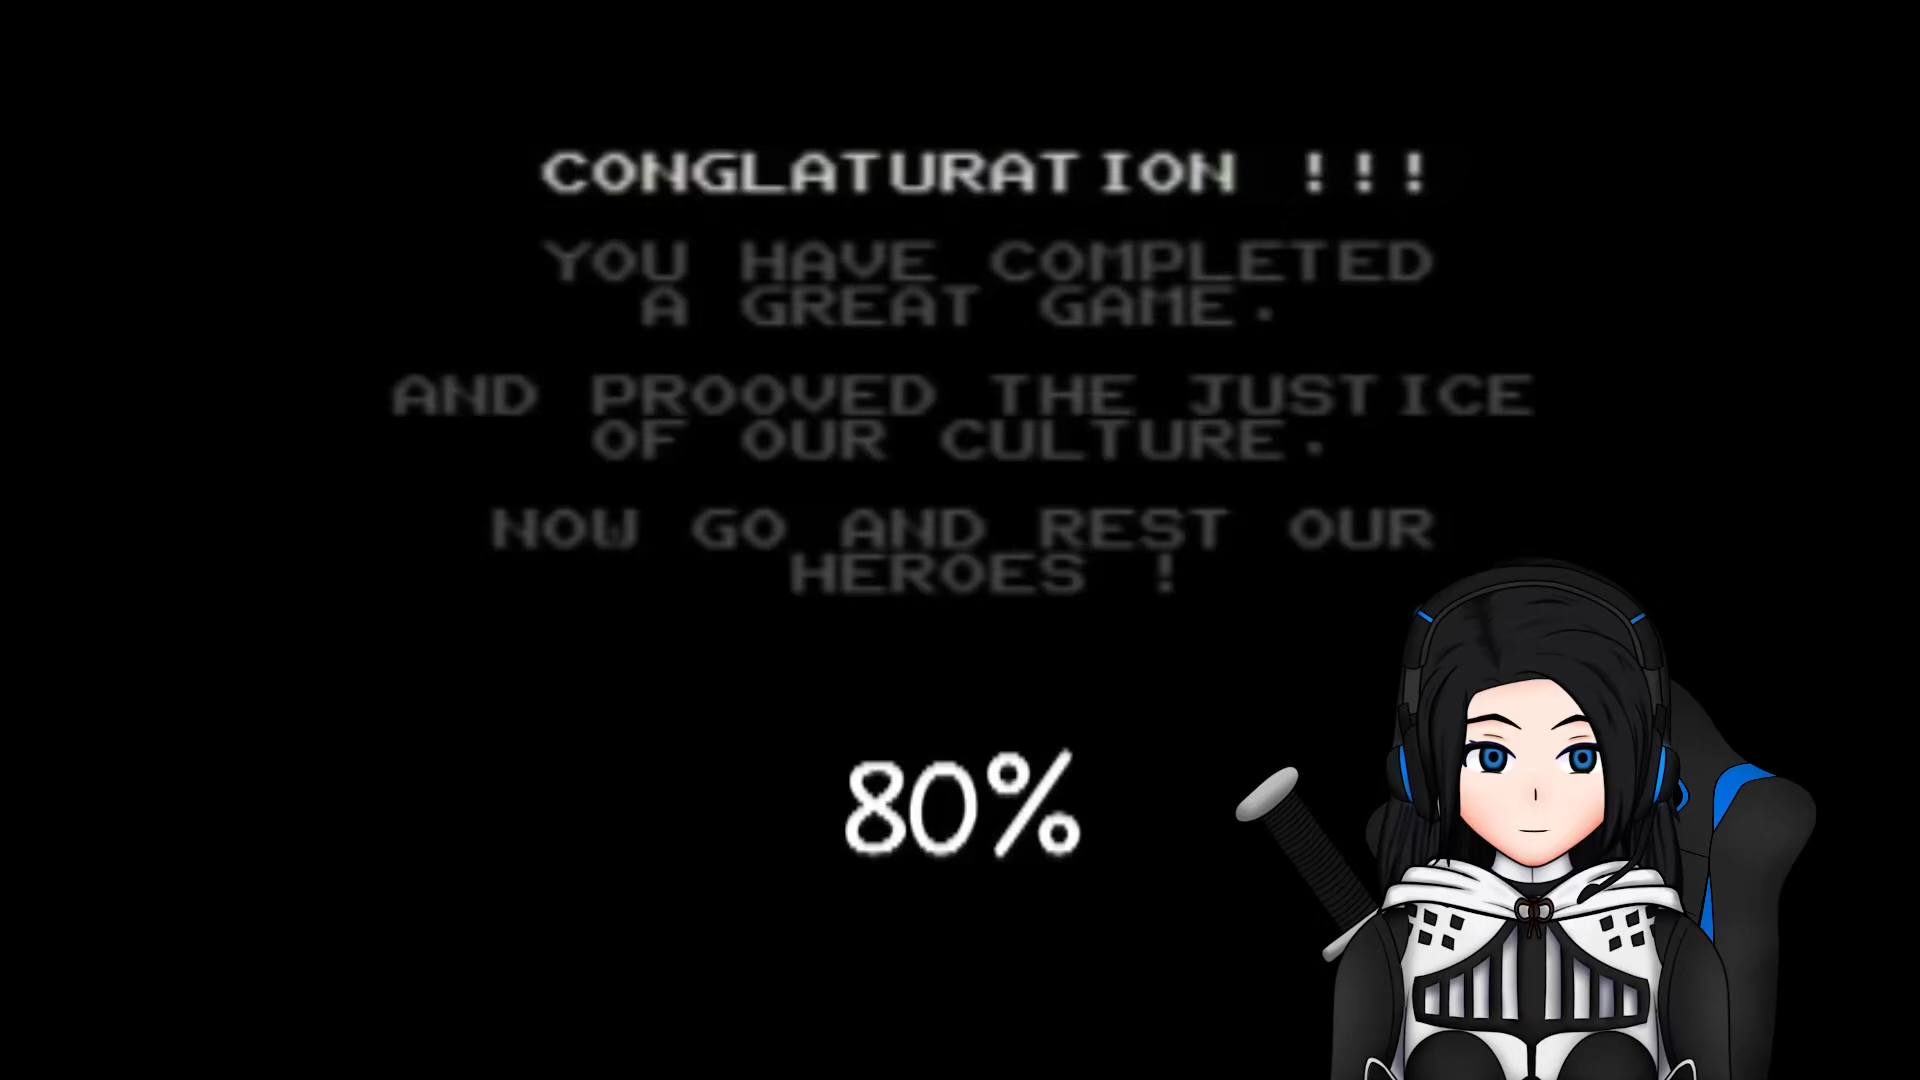 CONGLATURATION !!!
YOU HAVE COMPLETED
A GREAT GAME.
AND PROOVED THE JUSTICE
OF OUR CULTURE.
NOW GO AND REST OUR
HEROES !
80%